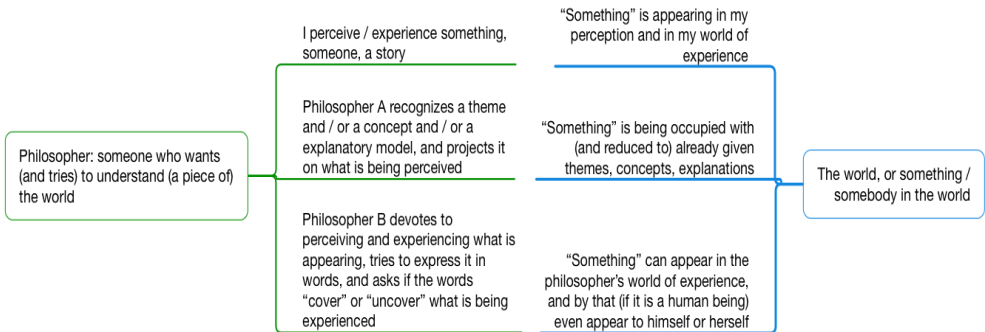 I perceive / experience something,
someone, a story
“Something” is appearing in my
perception and in my world of
experience
Philosopher: someone who wants
(and tries) to understand (a piece of)
the world
Philosopher A recognizes a theme
and / or a concept and / or a
explanatory model, and projects it
on what is being perceived
“Something” is being occupied with
(and reduced to) already given
themes, concepts, explanations
The world, or something /
somebody in the world
Philosopher B devotes to
perceiving and experiencing what is
appearing, tries to express it in
words, and asks if the words
“cover” or “uncover” what is being
experienced
“Something” can appear in the
philosopher’s world of experience,
and by that (if it is a human being)
even appear to himself or herself